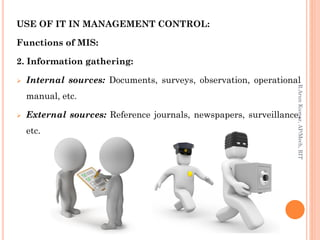 USE OF IT IN MANAGEMENT CONTROL:
Functions of MIS:
2. Information gathering:
Internal sources: Documents, surveys, observation, operational
manual, etc.
External sources: Reference journals, newspapers, surveillance,
etc.
R.Arun Kumar, AP/Mech, RIT